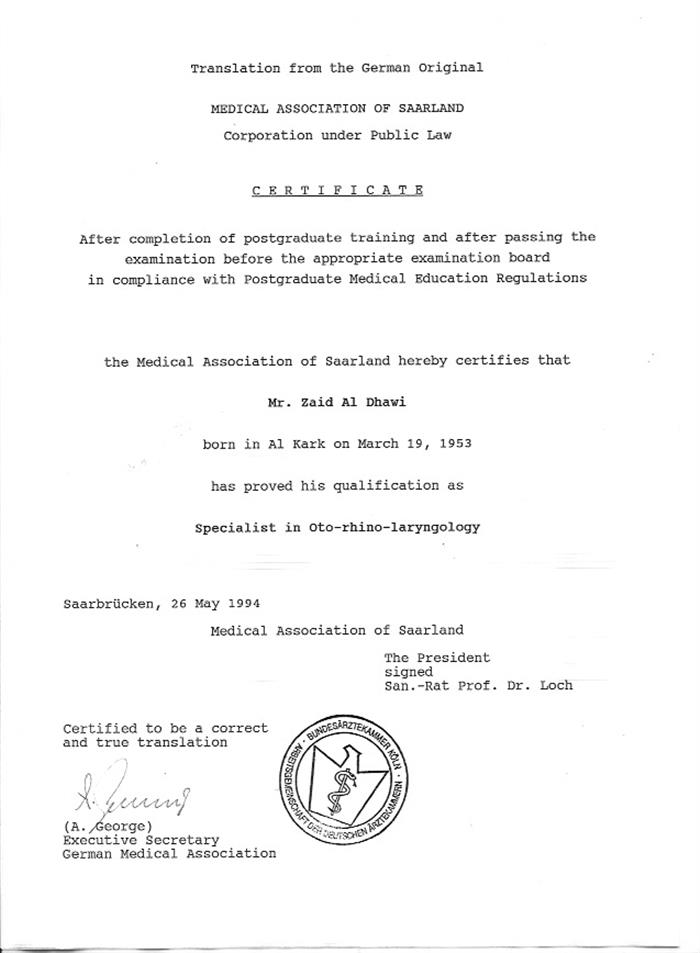 Translation from the German Original
MEDICAL ASSOCIATION OF SAARLAND
Corporation under Public Law
C E R T I F I C A T E
After completion of postgraduate training and after passing the
examination before the appropriate examination board
in compliance with Postgraduate Medical Education Regulations
the Medical Association of Saarland hereby certifies that
Mr. Zaid Al Dhawi
born in Al Kark on March 19, 1953
has proved his qualification as
Specialist in Oto-rhino-laryngology
Saarbrücken, 26 May 1994
Medical Association of Saarland
The President
signed
San.-Rat Prof. Dr. Loch
Certified to be a correct
and true translation
(A. George)
Executive Secretary
German Medical Association
· BUNDESÄRZTEKAMMER KÖLN ·
ARBEITSGEMEINSCHAFT DER DEUTSCHEN ÄRZTEKAMMERN